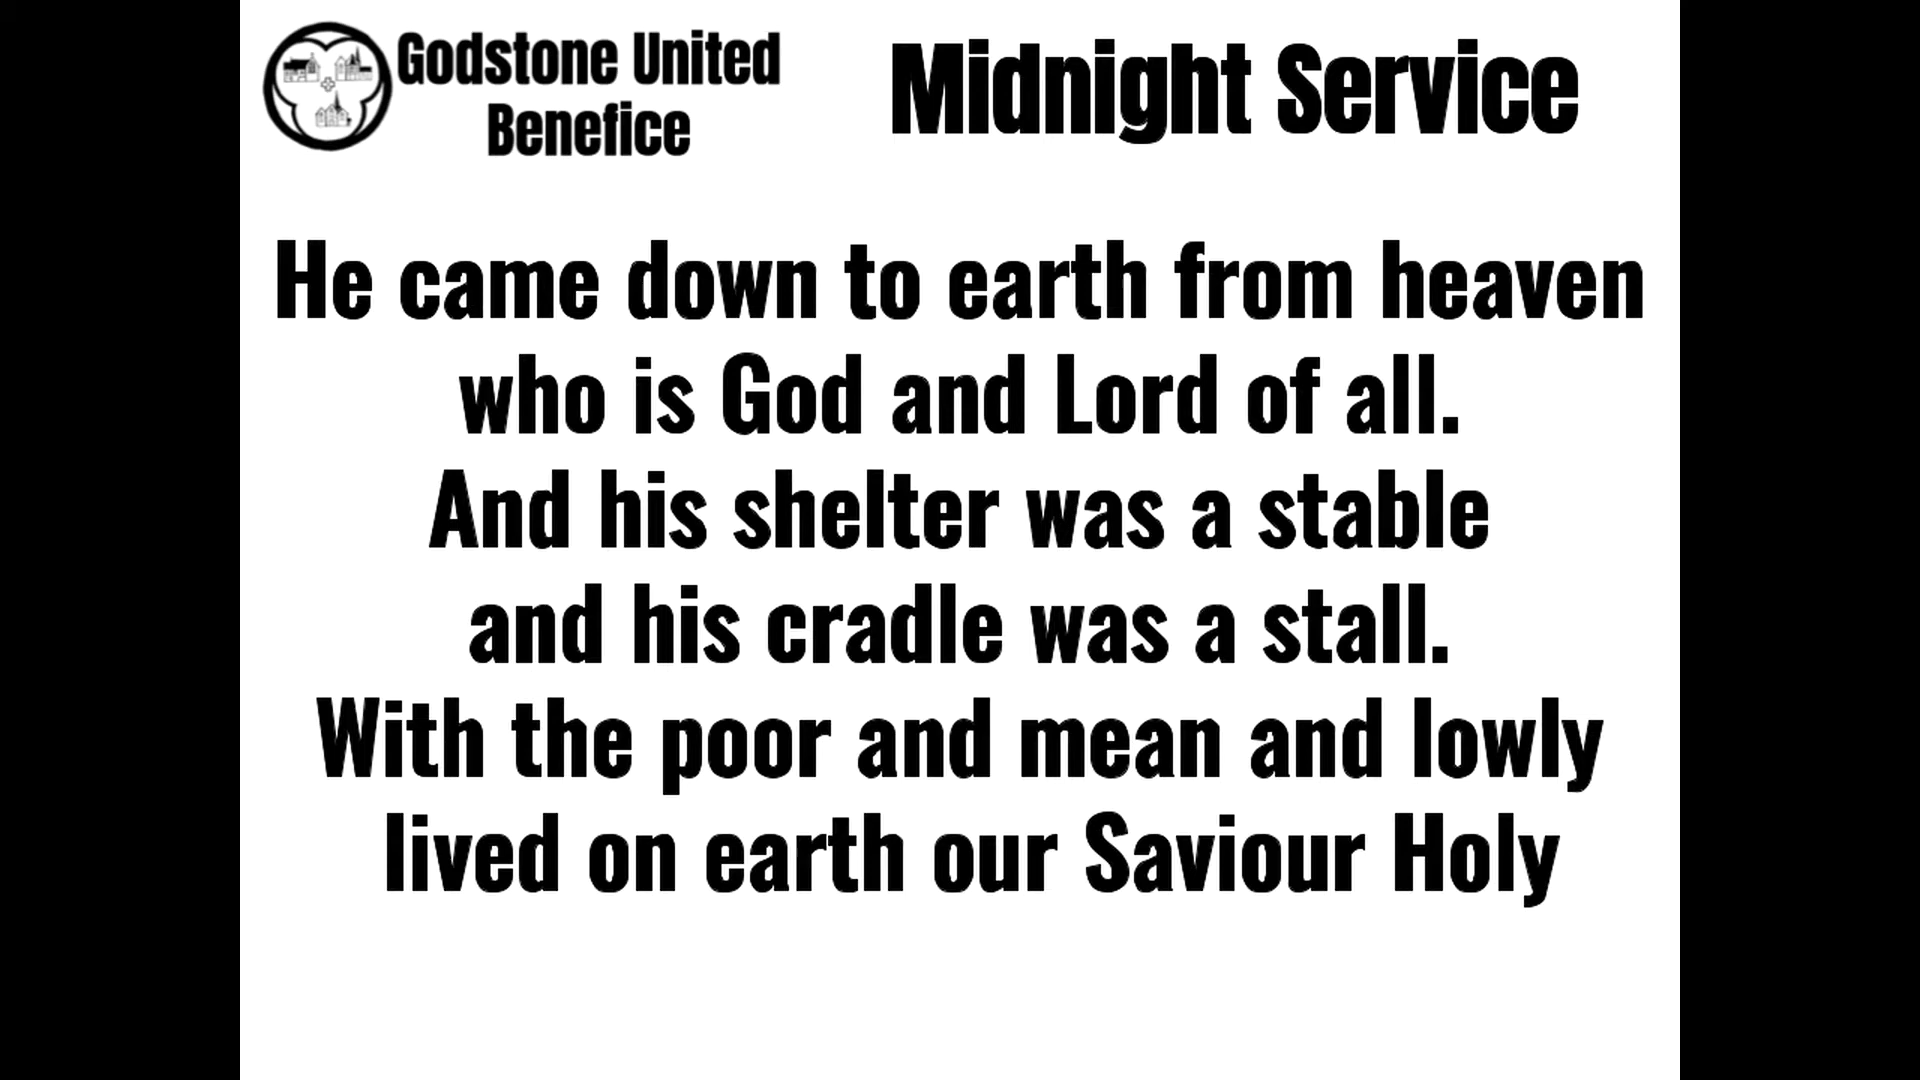 Godstone United
Benefice
Midnight Service
He came down to earth from heaven
who is God and Lord of all.
And his shelter was a stable
and his cradle was a stall.
With the poor and mean and lowly
lived on earth our Saviour Holy